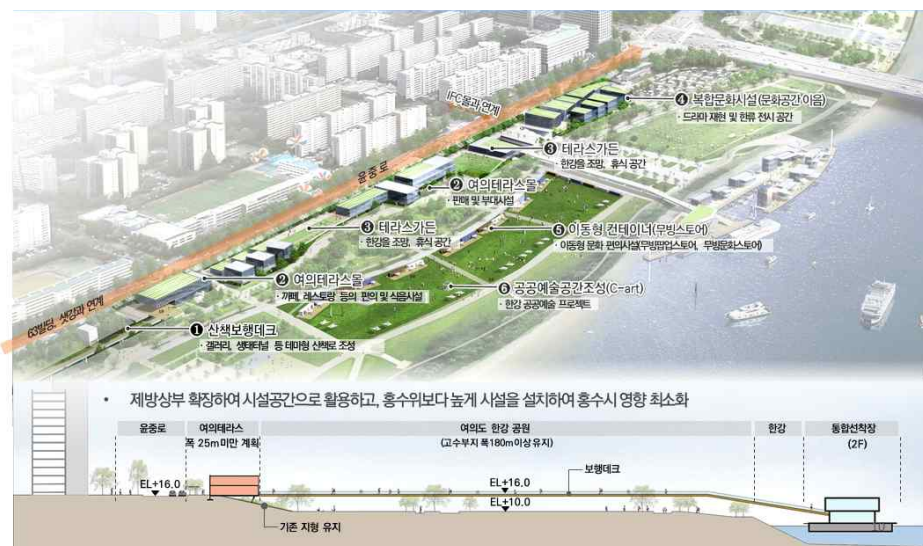 IFC몰과 연계
❹ 복합문화시설(문화공간이음)
· 드라마 재현 및 한류 전시 공간
❸ 테라스가든
· 한강을 조망, 휴식 공간
윤중로
❷ 여의테라스몰
· 판매 및 부대시설
❸ 테라스가든
· 한강을 조망, 휴식 공간
❺ 이동형 컨테이너(무빙스토어)
· 이동형 문화 편의시설(무빙팝업스토어, 무빙문화스토어)
❷ 여의테라스몰
· 까페, 레스토랑 등의 편의 및 식음시설
❻ 공공예술공간조성(C-art)
· 한강 공공예술 프로젝트
63빌딩, 샛강과 연계
❶ 산책보행데크
· 갤러리, 생태터널 등 테마형 산책로 조성
• 제방상부 확장하여 시설공간으로 활용하고, 홍수위보다 높게 시설을 설치하여 홍수시 영향 최소화
윤중로
여의테라스
폭 25m미만 계획
여의도 한강 공원
(고수부지 폭180m이상 유지)
한강
통합선착장
(2F)
보행데크
EL+16.0
EL+16.0
EL+10.0
기존 지형 유지
10